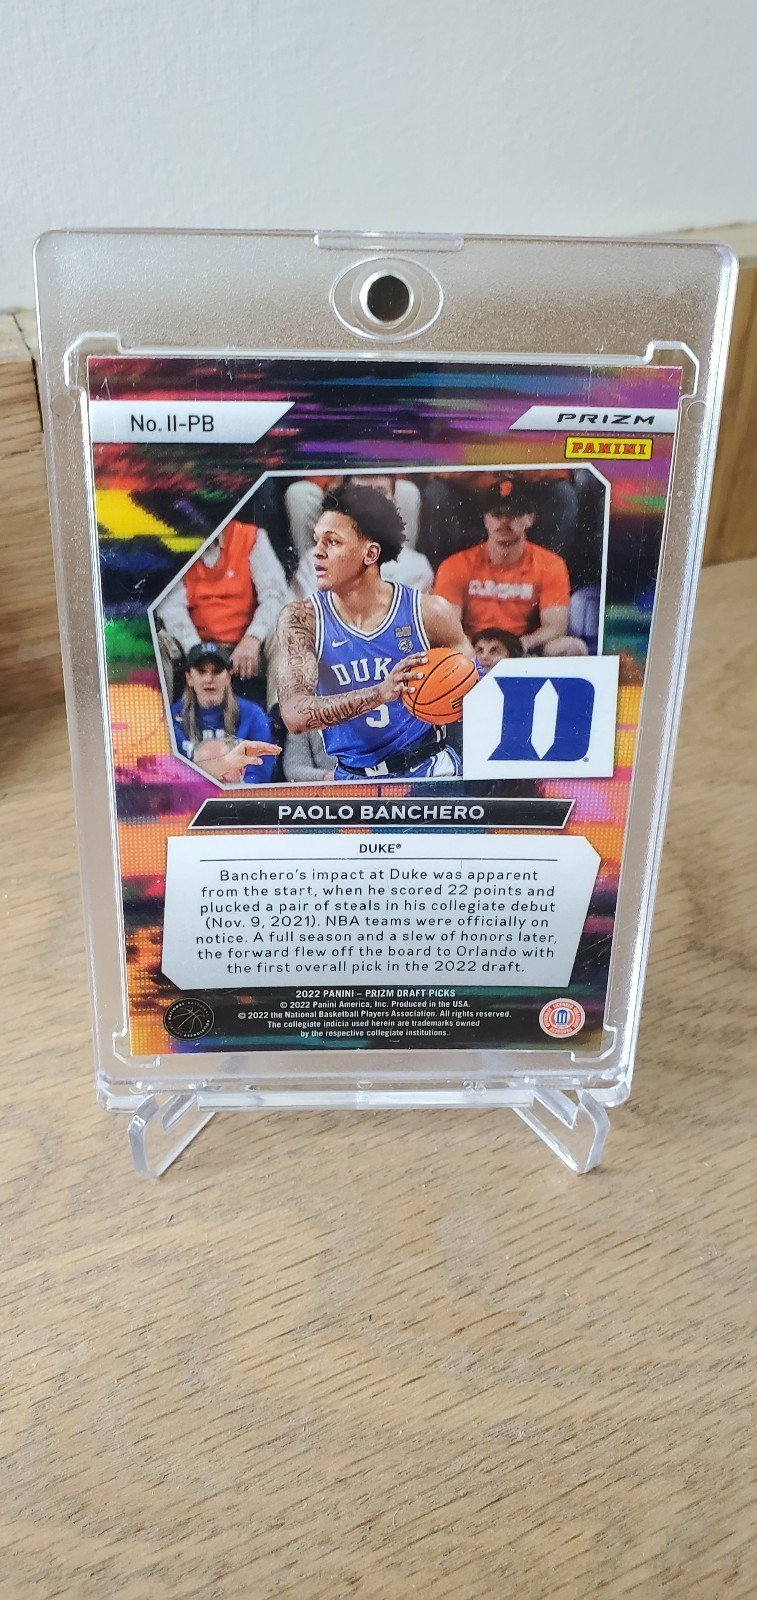 No. II-PB
PRIZM
PANINI
DUKE
5
D
PAOLO BANCHERO
DUKE®
Banchero's impact at Duke was apparent
from the start, when he scored 22 points and
plucked a pair of steals in his collegiate debut
(Nov. 9, 2021). NBA teams were officially on
notice. A full season and a slew of honors later,
the forward flew off the board to Orlando with
the first overall pick in the 2022 draft.
2022 PANINI – PRIZM DRAFT PICKS
© 2022 Panini America, Inc. Produced in the USA.
© 2022 the National Basketball Players Association. All rights reserved.
The collegiate indicia used herein are trademarks owned
by the respective collegiate institutions.
35